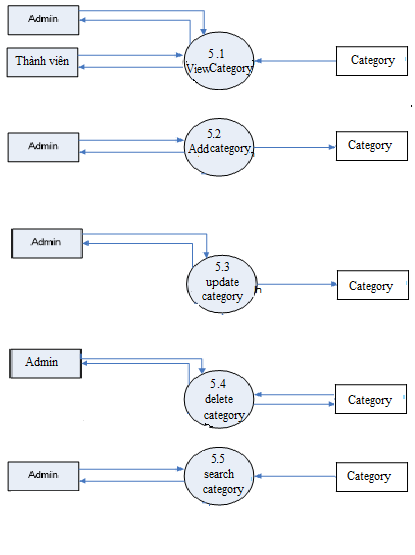 Admin
Thành viên
5 .1
ViewCategory
Category
Admin
5.2
Addcategory
Category
Admin
5.3
update
category
Category
Admin
5.4
delete
category
Category
Admin
5.5
search
category
Category